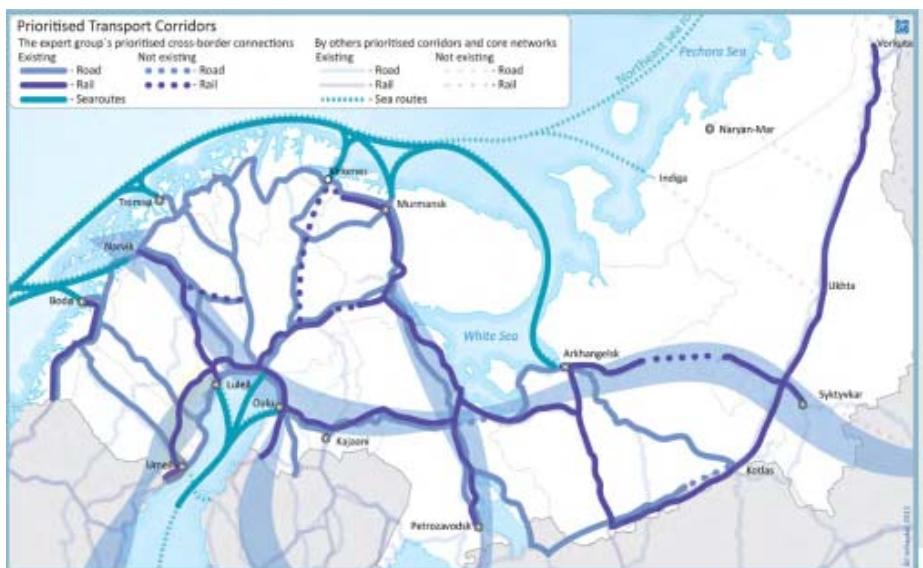 Prioritised Transport Corridors
The expert group's prioritised cross-border connections
By others prioritised corridors and core networks
Existing
Not existing
Existing
Not existing
- Road
- Road
- Road
- Road
- Rail
- Rail
- Rail
- Rail
- Searoutes
- Sea routes
Northeast sea
Pechora Sea
Vorkuta
Naryan-Mar
Indiga
Kirkenes
Tromsø
Murmansk
Narvik
Ukhta
Bodø
White Sea
Arkhangelsk
Luleå
Syktyvkar
Oulu
Kajaani
Umeå
Kotlas
Petrozavodsk